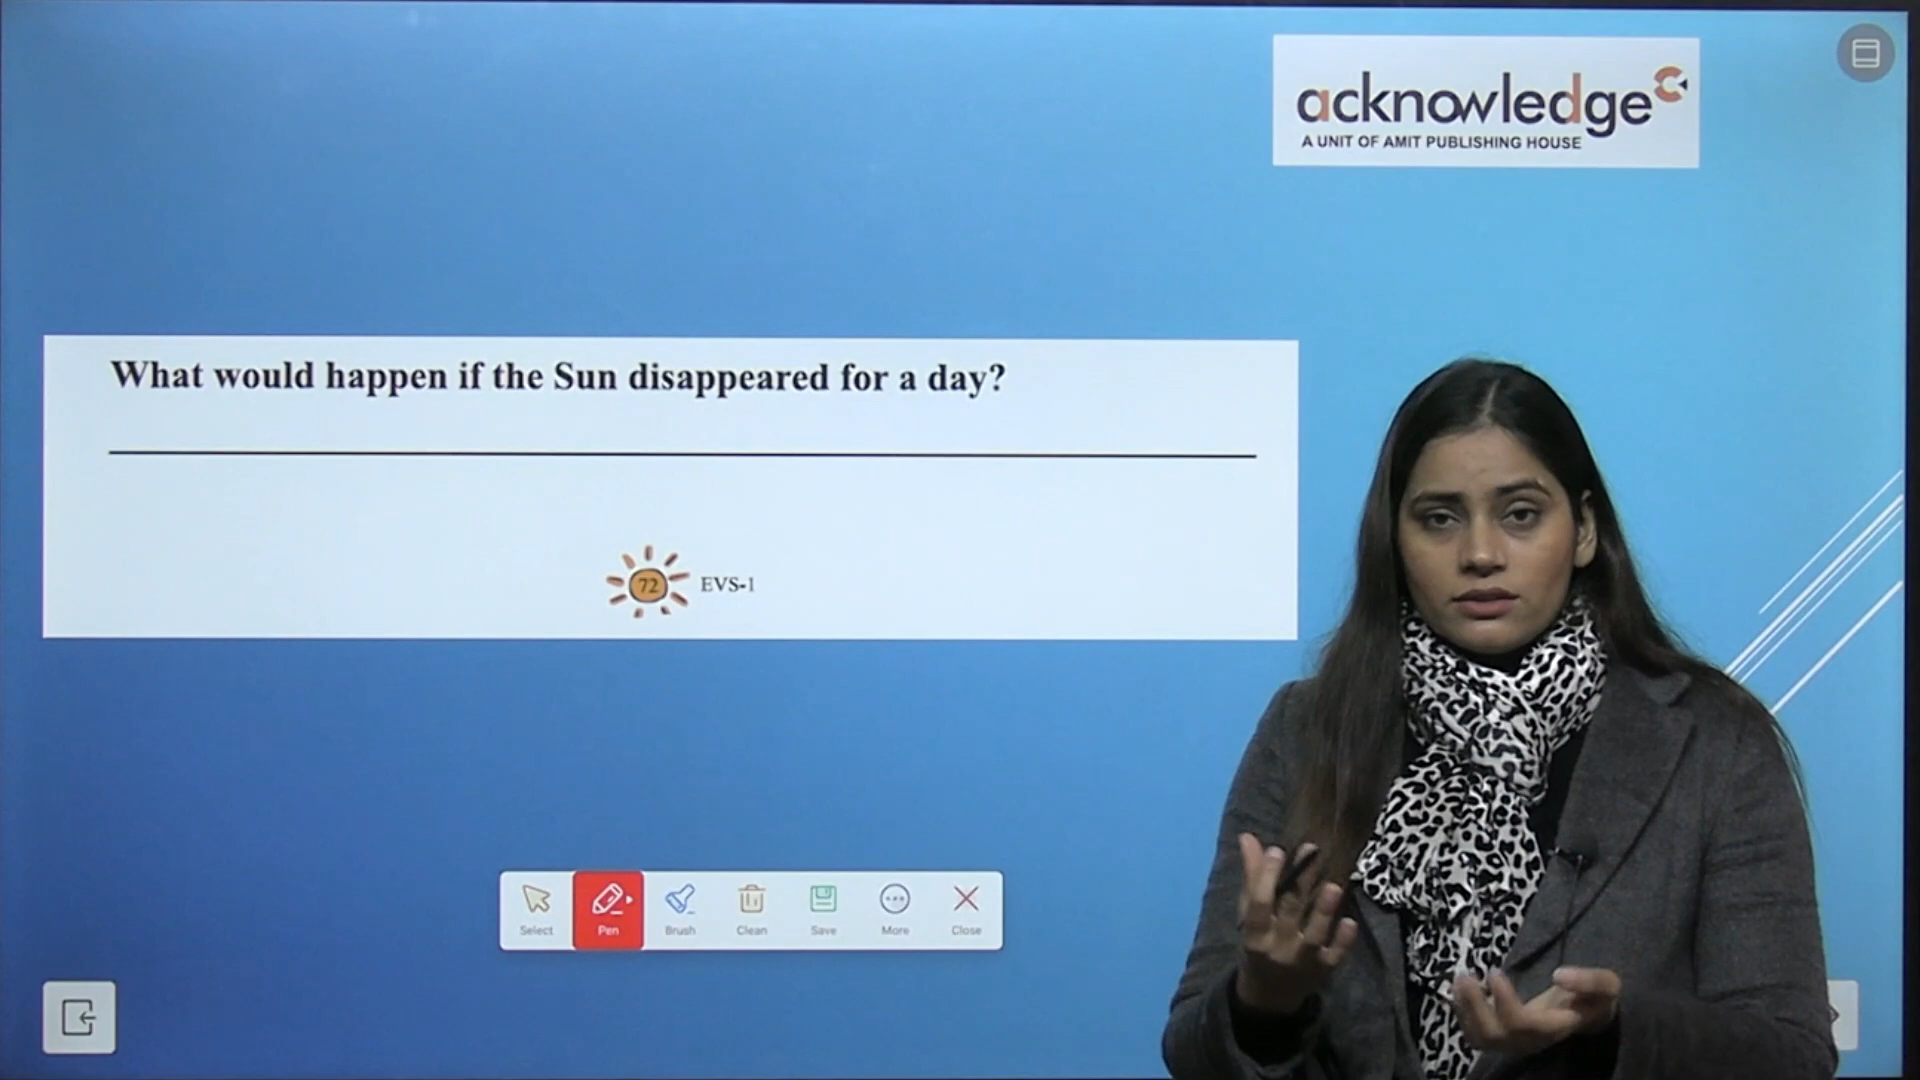 acknowledge
A UNIT OF AMIT PUBLISHING HOUSE
What would happen if the Sun disappeared for a day?
72 EVS-1
Select Pen Brush Clean Save More Close